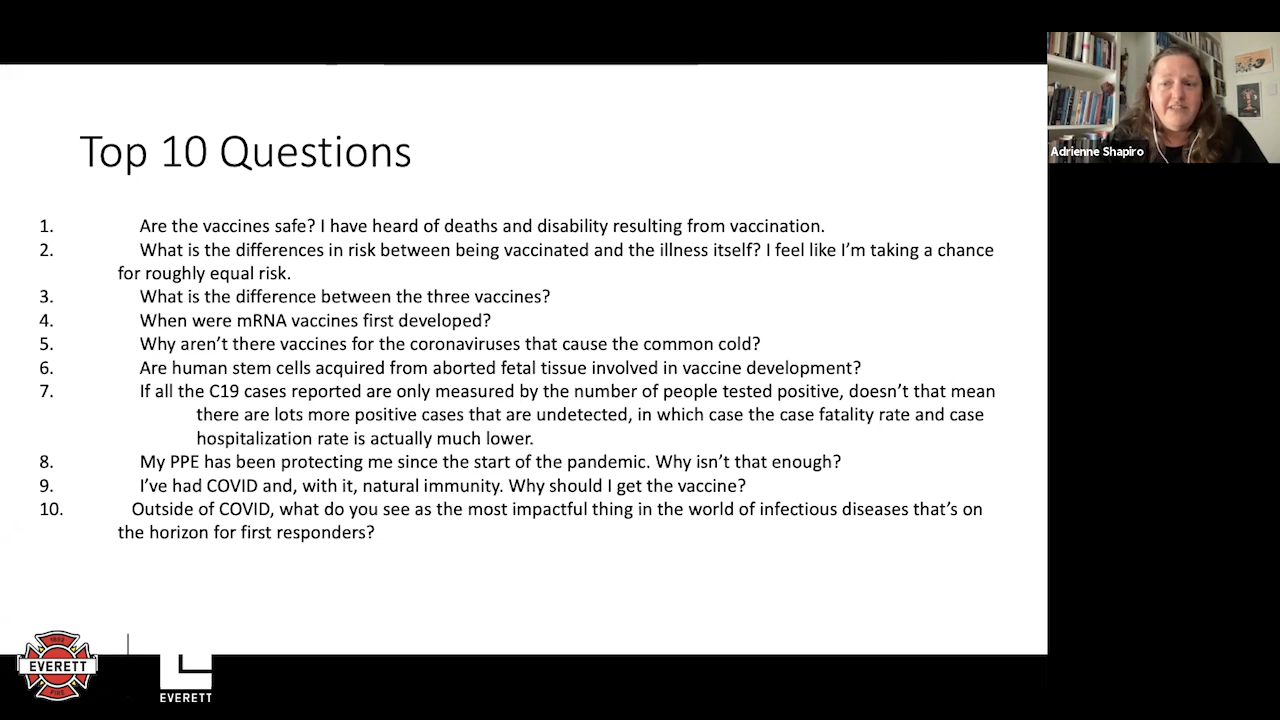 Adrienne Shapiro
Top 10 Questions
1. Are the vaccines safe? I have heard of deaths and disability resulting from vaccination.
2. What is the differences in risk between being vaccinated and the illness itself? I feel like I’m taking a chance
for roughly equal risk.
3. What is the difference between the three vaccines?
4. When were mRNA vaccines first developed?
5. Why aren’t there vaccines for the coronaviruses that cause the common cold?
6. Are human stem cells acquired from aborted fetal tissue involved in vaccine development?
7. If all the C19 cases reported are only measured by the number of people tested positive, doesn’t that mean
there are lots more positive cases that are undetected, in which case the case fatality rate and case
hospitalization rate is actually much lower.
8. My PPE has been protecting me since the start of the pandemic. Why isn’t that enough?
9. I’ve had COVID and, with it, natural immunity. Why should I get the vaccine?
10. Outside of COVID, what do you see as the most impactful thing in the world of infectious diseases that’s on
the horizon for first responders?
1892
EVERETT
FIRE
EVERETT